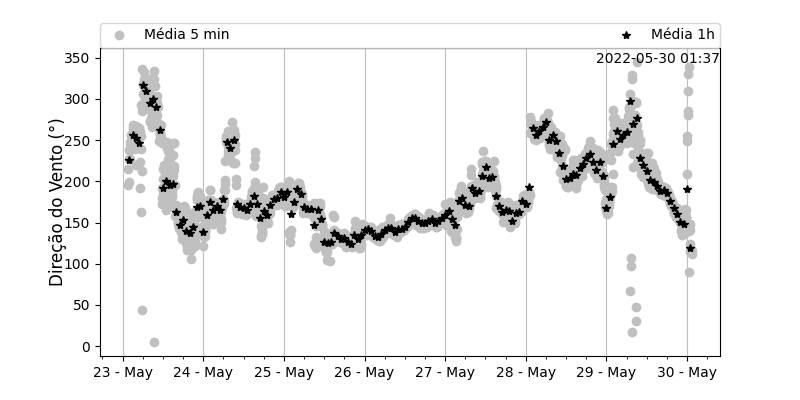 Média 5 min
Média 1h
2022-05-30 01:37
Direção do Vento (°)
350
300
250
200
150
100
50
0
23 - May
24 - May
25 - May
26 - May
27 - May
28 - May
29 - May
30 - May